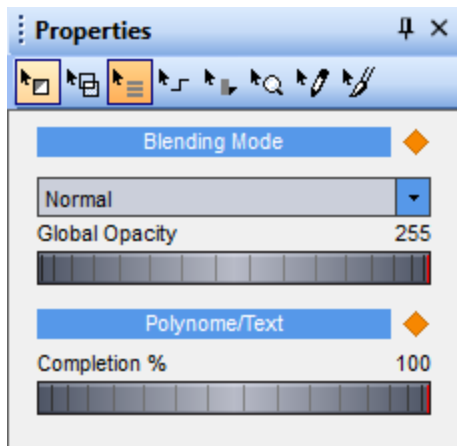 Properties
Blending Mode
Normal
Global Opacity 255
Polynome/Text
Completion % 100